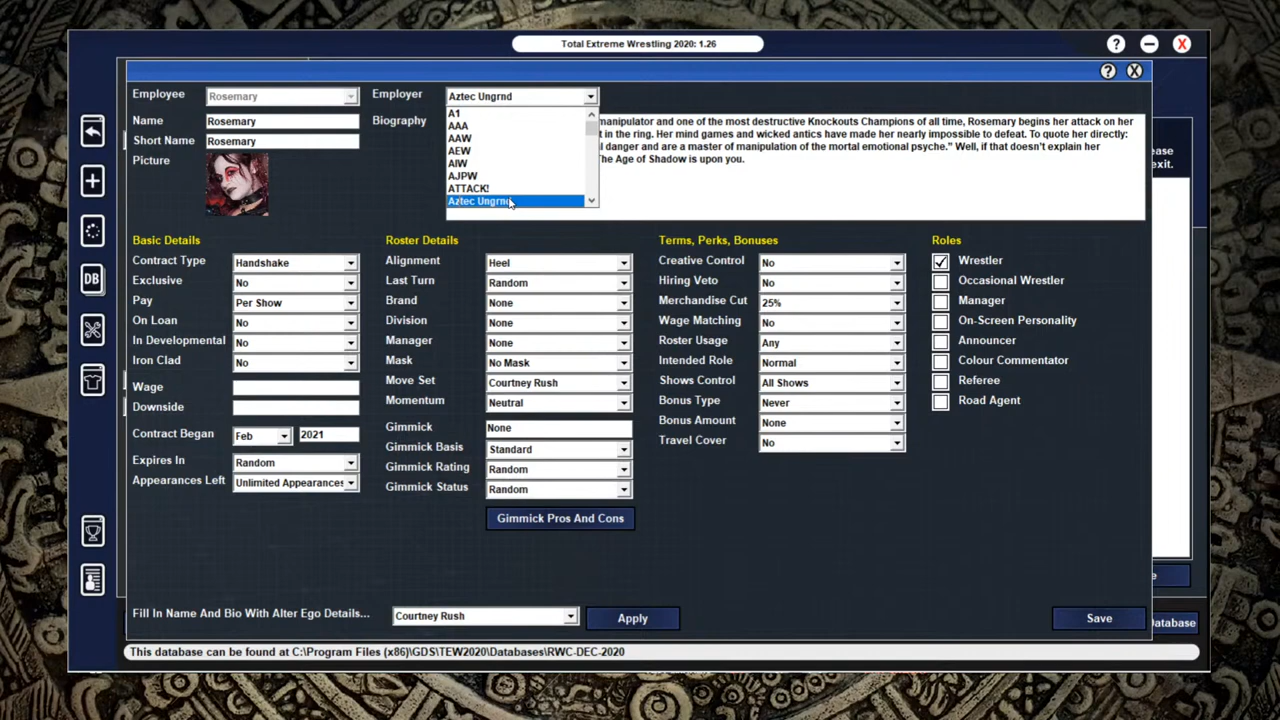 Total Extreme Wrestling 2020: 1.26
?
X
?
X
Employee
Rosemary
Employer
Aztec Ungrnd
Name
Rosemary
Short Name
Rosemary
Picture
Biography
A1
AAA
AAW
AEW
AIW
AJPW
ATTACK!
Aztec Ungrnd
manipulator and one of the most destructive Knockouts Champions of all time, Rosemary begins her attack on her
t in the ring. Her mind games and wicked antics have made her nearly impossible to defeat. To quote her directly:
l danger and are a master of manipulation of the mortal emotional psyche." Well, if that doesn't explain her
he Age of Shadow is upon you.
ease
exit.
Basic Details
Contract Type Handshake
Exclusive No
Pay Per Show
On Loan No
In Developmental No
Iron Clad No
Wage
Downside
Contract Began Feb 2021
Expires In Random
Appearances Left Unlimited Appearances
Roster Details
Alignment Heel
Last Turn Random
Brand None
Division None
Manager None
Mask No Mask
Move Set Courtney Rush
Momentum Neutral
Gimmick None
Gimmick Basis Standard
Gimmick Rating Random
Gimmick Status Random
Gimmick Pros And Cons
Terms, Perks, Bonuses
Creative Control No
Hiring Veto No
Merchandise Cut 25%
Wage Matching No
Roster Usage Any
Intended Role Normal
Shows Control All Shows
Bonus Type Never
Bonus Amount None
Travel Cover No
Roles
Wrestler
Occasional Wrestler
Manager
On-Screen Personality
Announcer
Colour Commentator
Referee
Road Agent
DB
Fill In Name And Bio With Alter Ego Details... Courtney Rush Apply
Save
e
atabase
This database can be found at C:\Program Files (x86)\GDS\TEW2020\Databases\RWC-DEC-2020